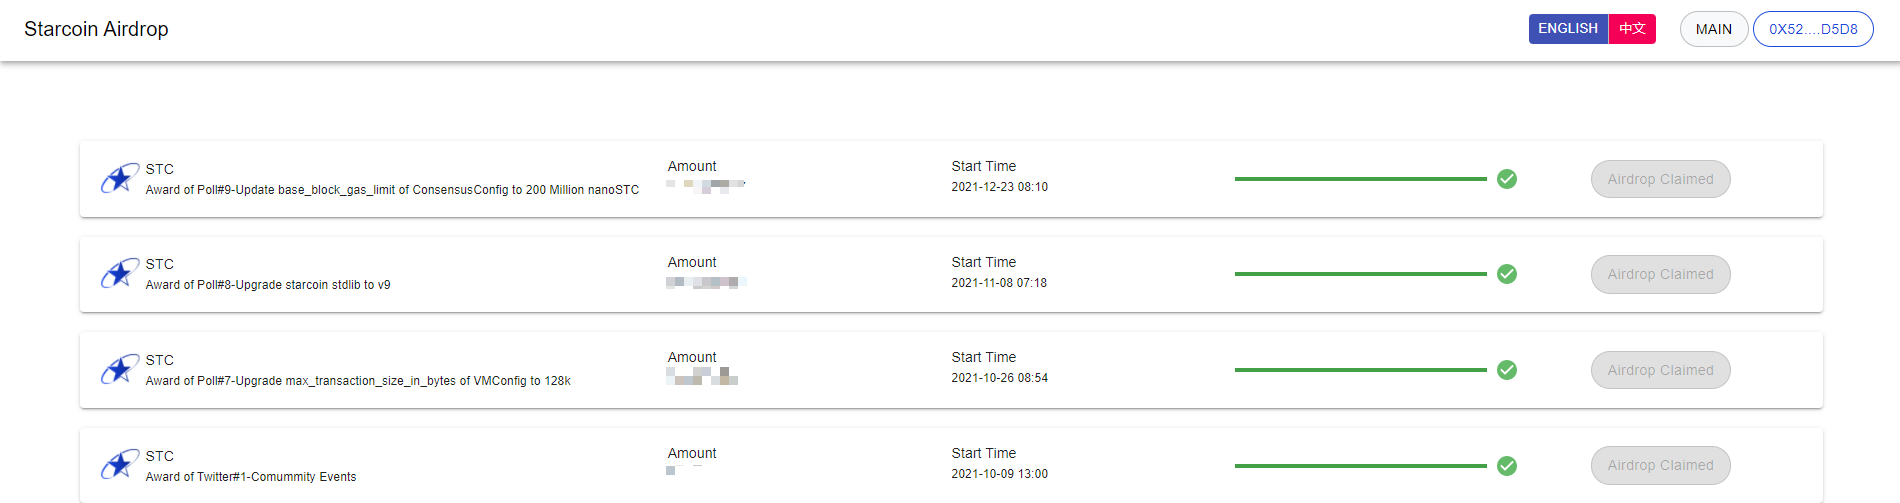 Starcoin Airdrop
ENGLISH 中文 MAIN 0X52....D5D8
STC
Award of Poll#9-Update base_block_gas_limit of ConsensusConfig to 200 Million nanoSTC
Amount
Start Time
2021-12-23 08:10
Airdrop Claimed
STC
Award of Poll#8-Upgrade starcoin stdlib to v9
Amount
Start Time
2021-11-08 07:18
Airdrop Claimed
STC
Award of Poll#7-Upgrade max_transaction_size_in_bytes of VMConfig to 128k
Amount
Start Time
2021-10-26 08:54
Airdrop Claimed
STC
Award of Twitter#1-Comummity Events
Amount
Start Time
2021-10-09 13:00
Airdrop Claimed